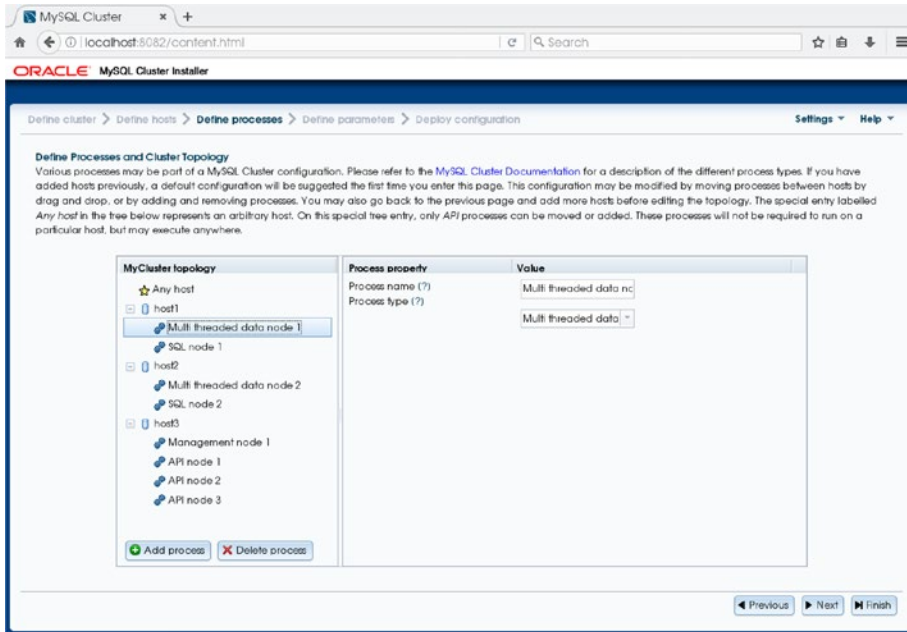 MySQL Cluster × +
localhost:8082/content.html Search
ORACLE MySQL Cluster Installer
Define cluster > Define hosts > Define processes > Define parameters > Deploy configuration Settings Help
Define Processes and Cluster Topology
Various processes may be part of a MySQL Cluster configuration. Please refer to the MySQL Cluster Documentation for a description of the different process types. If you have
added hosts previously, a default configuration will be suggested the first time you enter this page. This configuration may be modified by moving processes between hosts by
drag and drop, or by adding and removing processes. You may also go back to the previous page and add more hosts before editing the topology. The special entry labelled
Any host in the tree below represents an arbitrary host. On this special tree entry, only API processes can be moved or added. These processes will not be required to run on a
particular host, but may execute anywhere.
MyCluster topology
Any host
host1
Multi threaded data node 1
SQL node 1
host2
Multi threaded data node 2
SQL node 2
host3
Management node 1
API node 1
API node 2
API node 3
Add process Delete process
Process property Value
Process name (?) Multi threaded data nc
Process type (?) Multi threaded data
Previous Next Finish